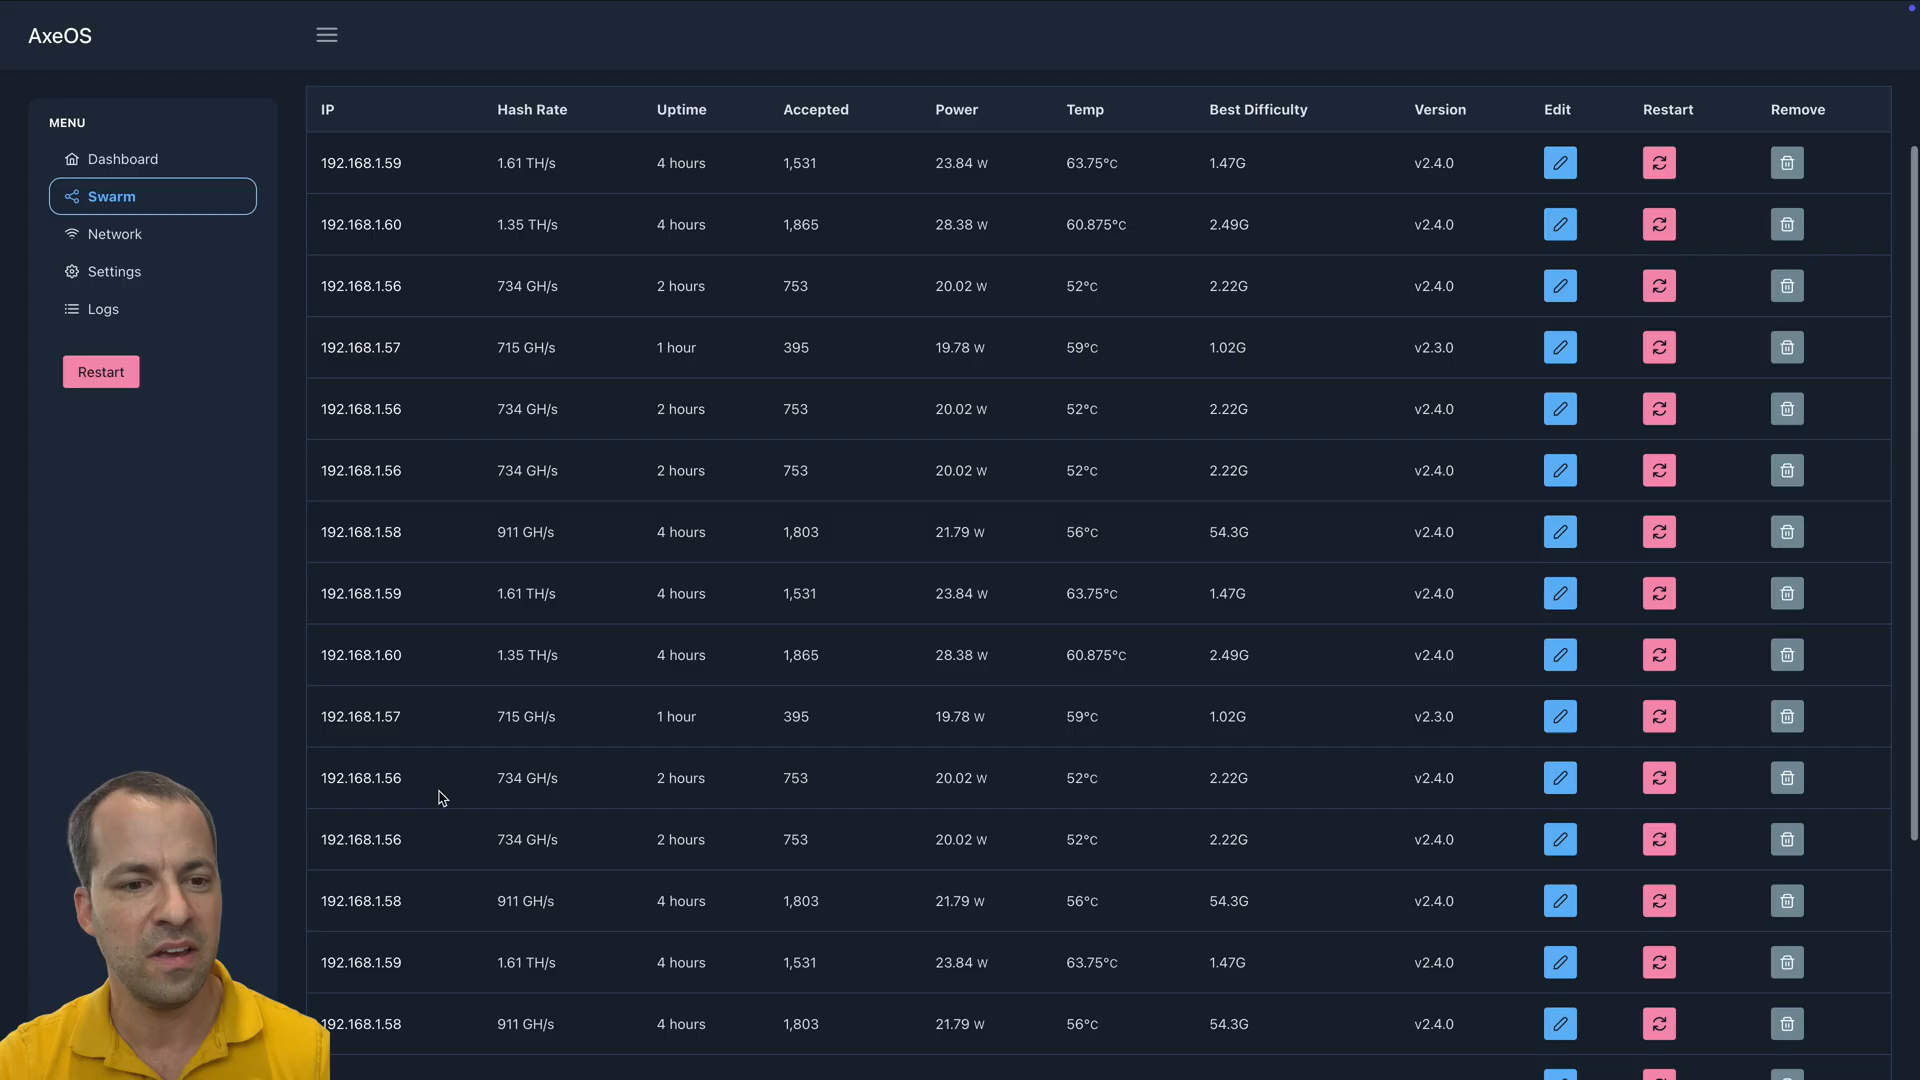 AxeOS
MENU
Dashboard
Swarm
Network
Settings
Logs
Restart
IP Hash Rate Uptime Accepted Power Temp Best Difficulty Version Edit Restart Remove
192.168.1.59 1.61 TH/s 4 hours 1,531 23.84 W 63.75°C 1.47G v2.4.0
192.168.1.60 1.35 TH/s 4 hours 1,865 28.38 W 60.875°C 2.49G v2.4.0
192.168.1.56 734 GH/s 2 hours 753 20.02 W 52°C 2.22G v2.4.0
192.168.1.57 715 GH/s 1 hour 395 19.78 W 59°C 1.02G v2.3.0
192.168.1.56 734 GH/s 2 hours 753 20.02 W 52°C 2.22G v2.4.0
192.168.1.56 734 GH/s 2 hours 753 20.02 W 52°C 2.22G v2.4.0
192.168.1.58 911 GH/s 4 hours 1,803 21.79 W 56°C 54.3G v2.4.0
192.168.1.59 1.61 TH/s 4 hours 1,531 23.84 W 63.75°C 1.47G v2.4.0
192.168.1.60 1.35 TH/s 4 hours 1,865 28.38 W 60.875°C 2.49G v2.4.0
192.168.1.57 715 GH/s 1 hour 395 19.78 W 59°C 1.02G v2.3.0
192.168.1.56 734 GH/s 2 hours 753 20.02 W 52°C 2.22G v2.4.0
192.168.1.56 734 GH/s 2 hours 753 20.02 W 52°C 2.22G v2.4.0
192.168.1.58 911 GH/s 4 hours 1,803 21.79 W 56°C 54.3G v2.4.0
192.168.1.59 1.61 TH/s 4 hours 1,531 23.84 W 63.75°C 1.47G v2.4.0
192.168.1.58 911 GH/s 4 hours 1,803 21.79 W 56°C 54.3G v2.4.0